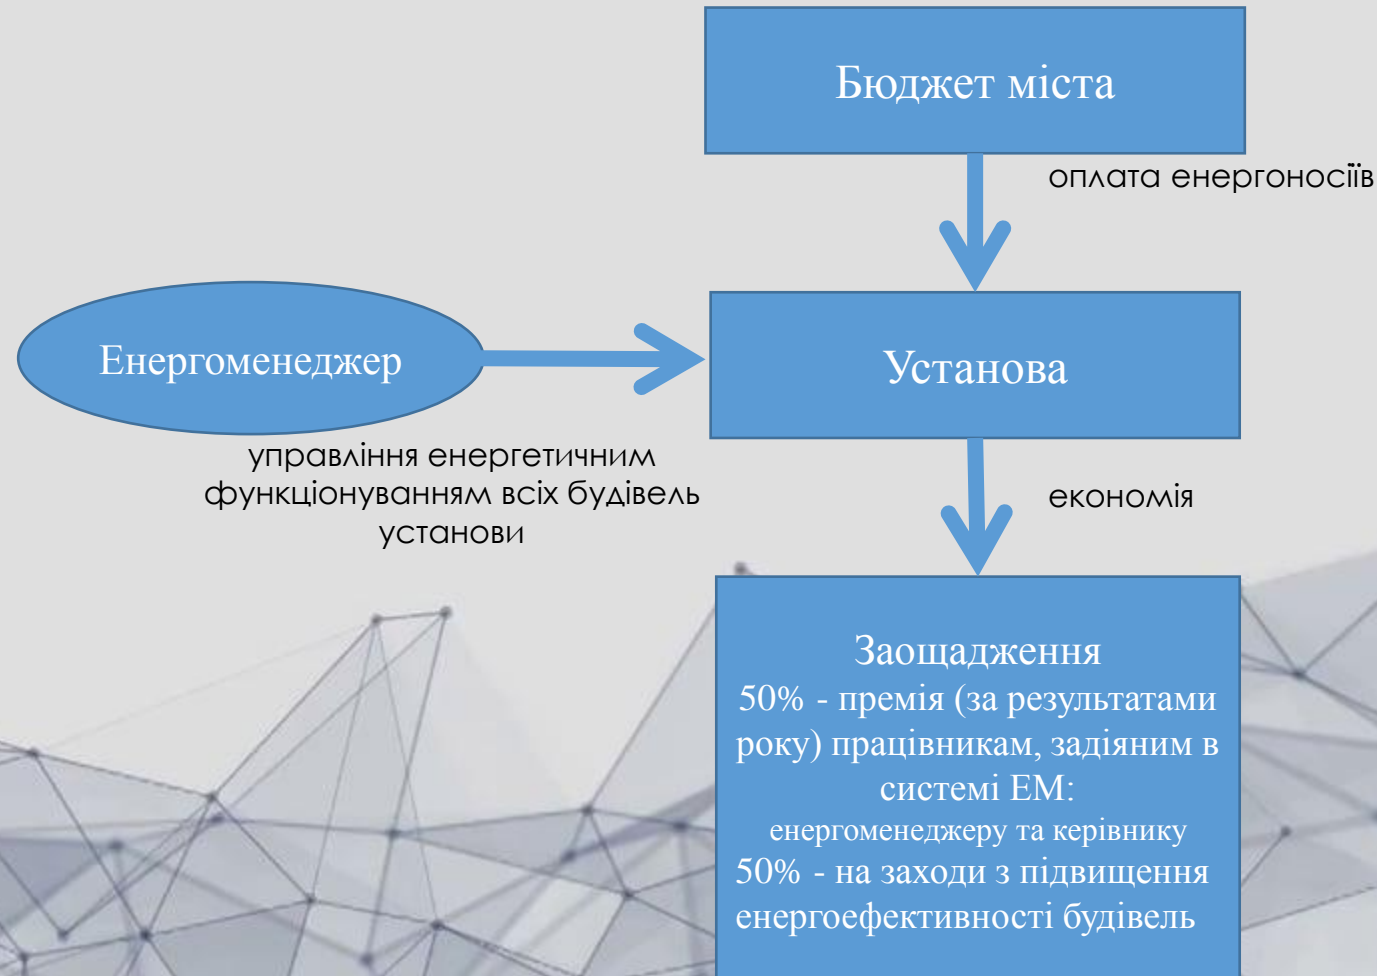 Бюджет міста
оплата енергоносіїв
Енергоменеджер
Установа
управління енергетичним
функціонуванням всіх будівель
установи
економія
Заощадження
50% - премія (за результатами
року) працівникам, задіяним в
системі ЕМ:
енергоменеджеру та керівнику
50% - на заходи з підвищення
енергоефективності будівель